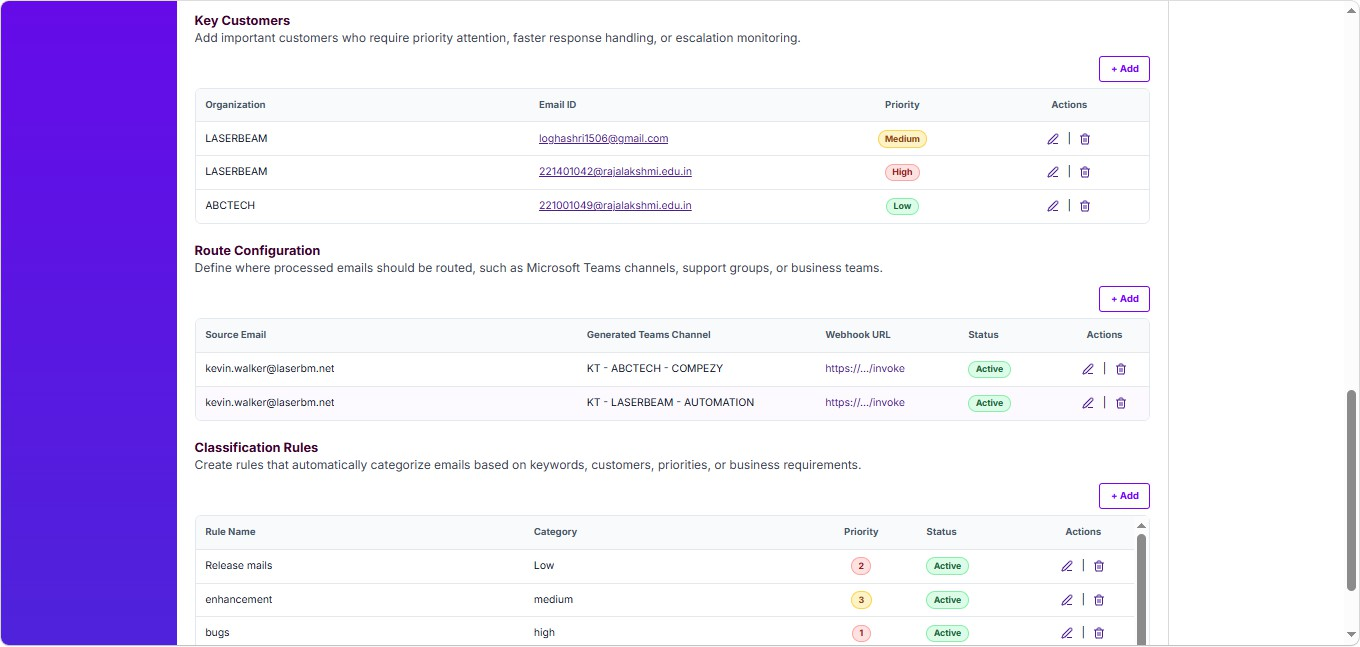 Key Customers
Add important customers who require priority attention, faster response handling, or escalation monitoring.
+ Add
Organization Email ID Priority Actions
LASERBEAM loghashri1506@gmail.com Medium
LASERBEAM 221401042@rajalakshmi.edu.in High
ABCTECH 221001049@rajalakshmi.edu.in Low
Route Configuration
Define where processed emails should be routed, such as Microsoft Teams channels, support groups, or business teams.
+ Add
Source Email Generated Teams Channel Webhook URL Status Actions
kevin.walker@laserbm.net KT - ABCTECH - COMPEZY https://.../invoke Active
kevin.walker@laserbm.net KT - LASERBEAM - AUTOMATION https://.../invoke Active
Classification Rules
Create rules that automatically categorize emails based on keywords, customers, priorities, or business requirements.
+ Add
Rule Name Category Priority Status Actions
Release mails Low 2 Active
enhancement medium 3 Active
bugs high 1 Active